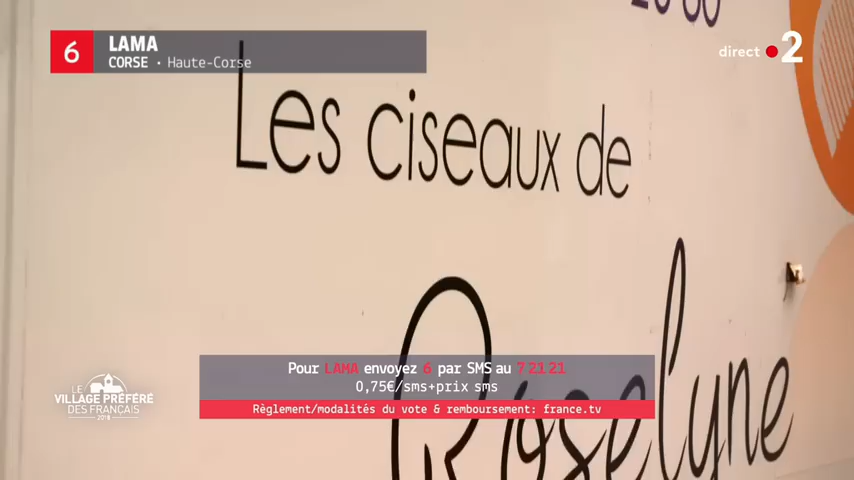 6
LAMA
CORSE • Haute-Corse
direct 2
Les ciseaux de
Roselyne
Pour LAMA envoyez 6 par SMS au 7 21 21
0,75€/sms+prix sms
Règlement/modalités du vote & remboursement: france.tv
LE
VILLAGE PRÉFÉRÉ
DES FRANÇAIS
2018